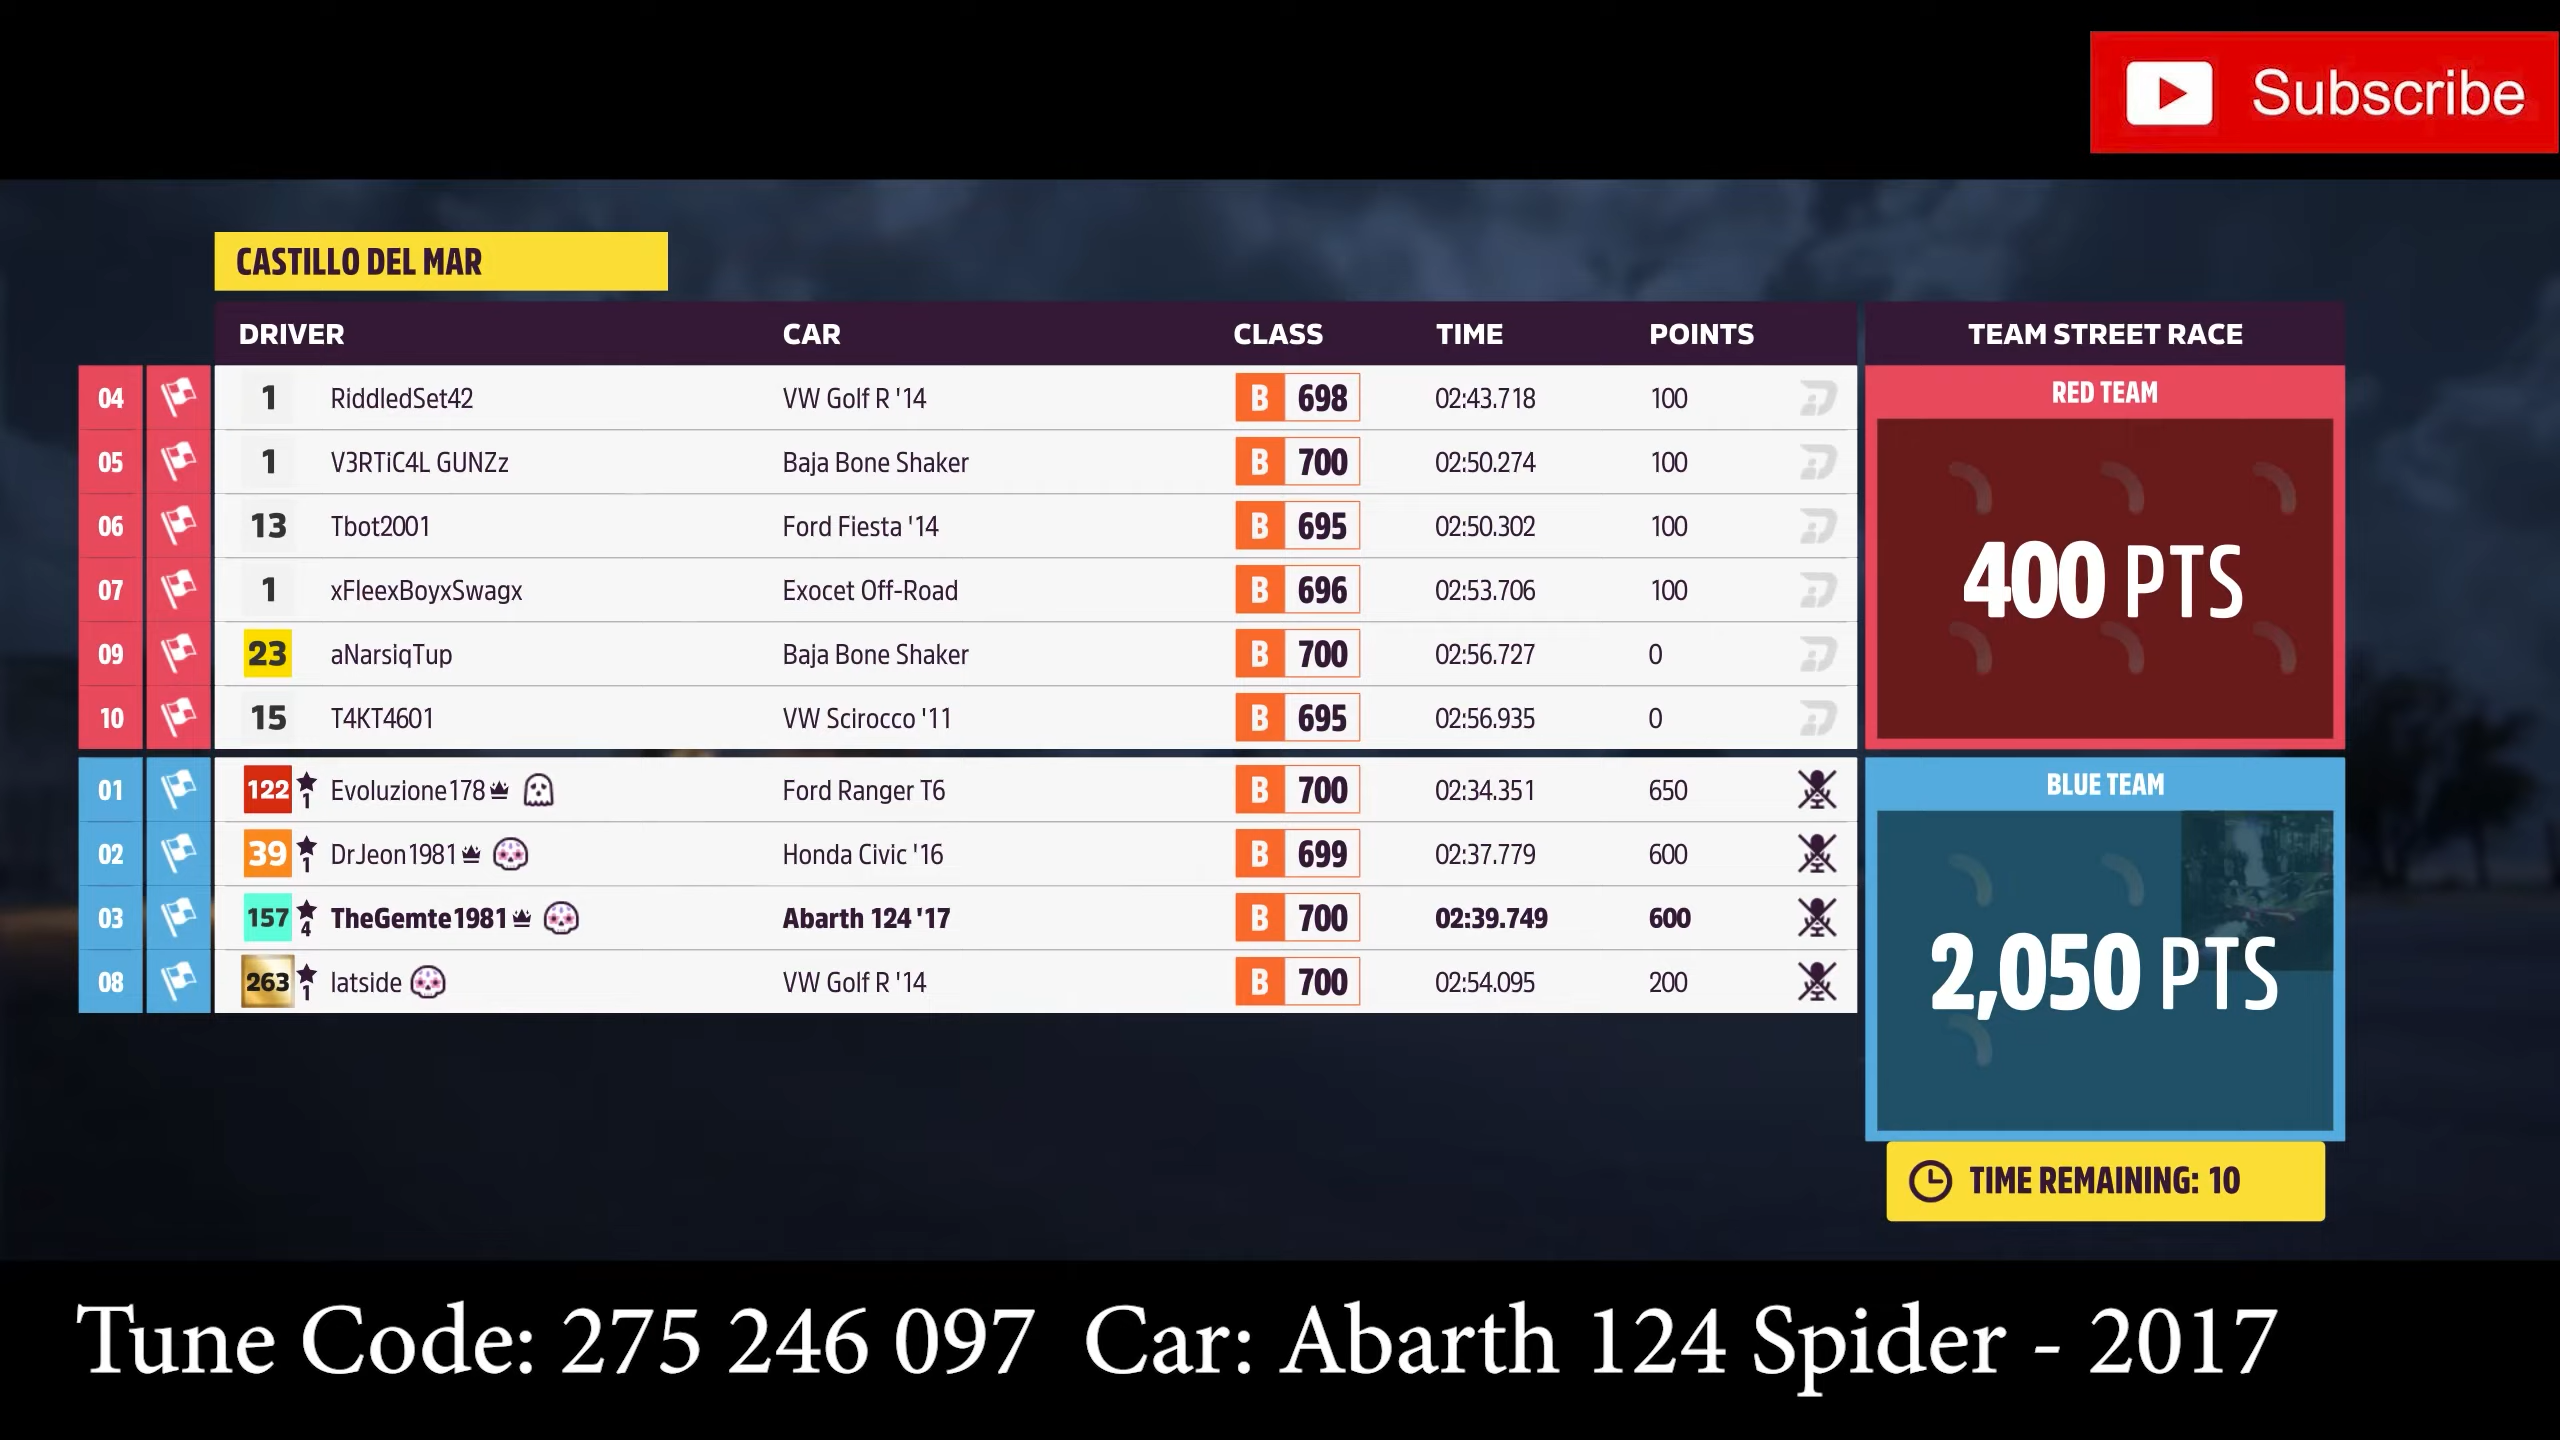 Subscribe
CASTILLO DEL MAR
DRIVER CAR CLASS TIME POINTS TEAM STREET RACE
04 1 RiddledSet42 VW Golf R '14 B 698 02:43.718 100
05 1 V3RTiC4L GUNZz Baja Bone Shaker B 700 02:50.274 100
06 13 Tbot2001 Ford Fiesta '14 B 695 02:50.302 100
07 1 xFleexBoyxSwagx Exocet Off-Road B 696 02:53.706 100
09 23 aNarsiqTup Baja Bone Shaker B 700 02:56.727 0
10 15 T4KT4601 VW Scirocco '11 B 695 02:56.935 0
RED TEAM
400 PTS
01 122 1 Evoluzione178 Ford Ranger T6 B 700 02:34.351 650
02 39 1 DrJeon1981 Honda Civic '16 B 699 02:37.779 600
03 157 4 TheGemte1981 Abarth 124 '17 B 700 02:39.749 600
08 263 1 latside VW Golf R '14 B 700 02:54.095 200
BLUE TEAM
2,050 PTS
TIME REMAINING: 10
Tune Code: 275 246 097 Car: Abarth 124 Spider - 2017